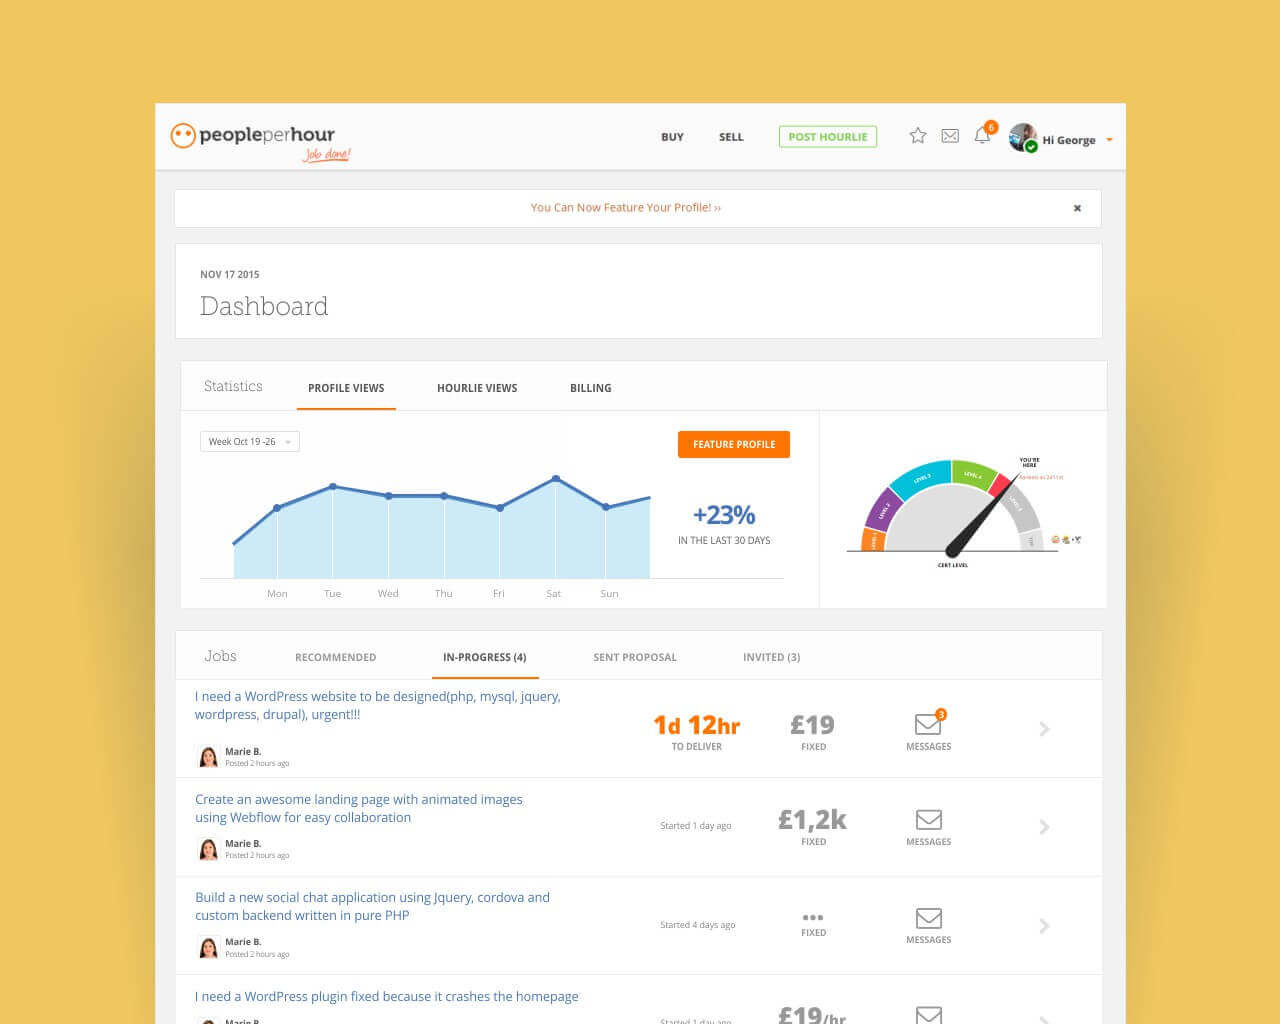 peopleperhour
Job done!
BUY
SELL
POST HOURLIE
6
Hi George
You Can Now Feature Your Profile! ››
NOV 17 2015
Dashboard
Statistics
PROFILE VIEWS
HOURLIE VIEWS
BILLING
Week Oct 19 -26
FEATURE PROFILE
+23%
IN THE LAST 30 DAYS
Mon Tue Wed Thu Fri Sat Sun
LEVEL 1
LEVEL 2
LEVEL 3
LEVEL 4
LEVEL 5
TOP
YOU'RE
HERE
CERT LEVEL
Jobs
RECOMMENDED
IN-PROGRESS (4)
SENT PROPOSAL
INVITED (3)
I need a WordPress website to be designed(php, mysql, jquery,
wordpress, drupal), urgent!!!
Marie B.
Posted 2 hours ago
1d 12hr
TO DELIVER
£19
FIXED
3
MESSAGES
Create an awesome landing page with animated images
using Webflow for easy collaboration
Marie B.
Posted 2 hours ago
Started 1 day ago
£1,2k
FIXED
MESSAGES
Build a new social chat application using Jquery, cordova and
custom backend written in pure PHP
Marie B.
Posted 2 hours ago
Started 4 days ago
•••
FIXED
MESSAGES
I need a WordPress plugin fixed because it crashes the homepage
Marie B.
Started 1 day ago
£19/hr